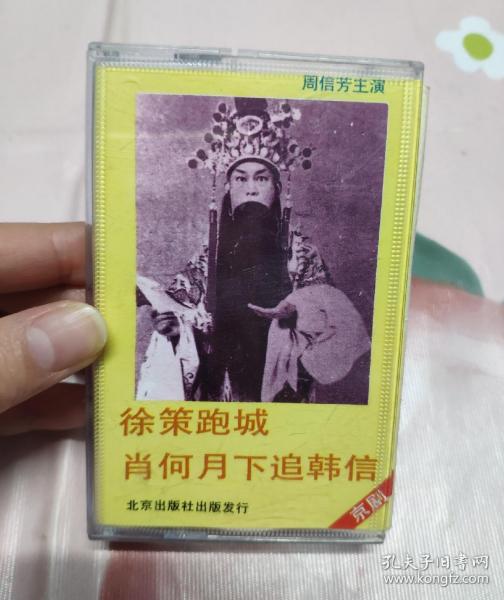 周信芳主演
徐策跑城
肖何月下追韩信
京剧
北京出版社出版发行
孔夫子旧书网
www.kongfz.com